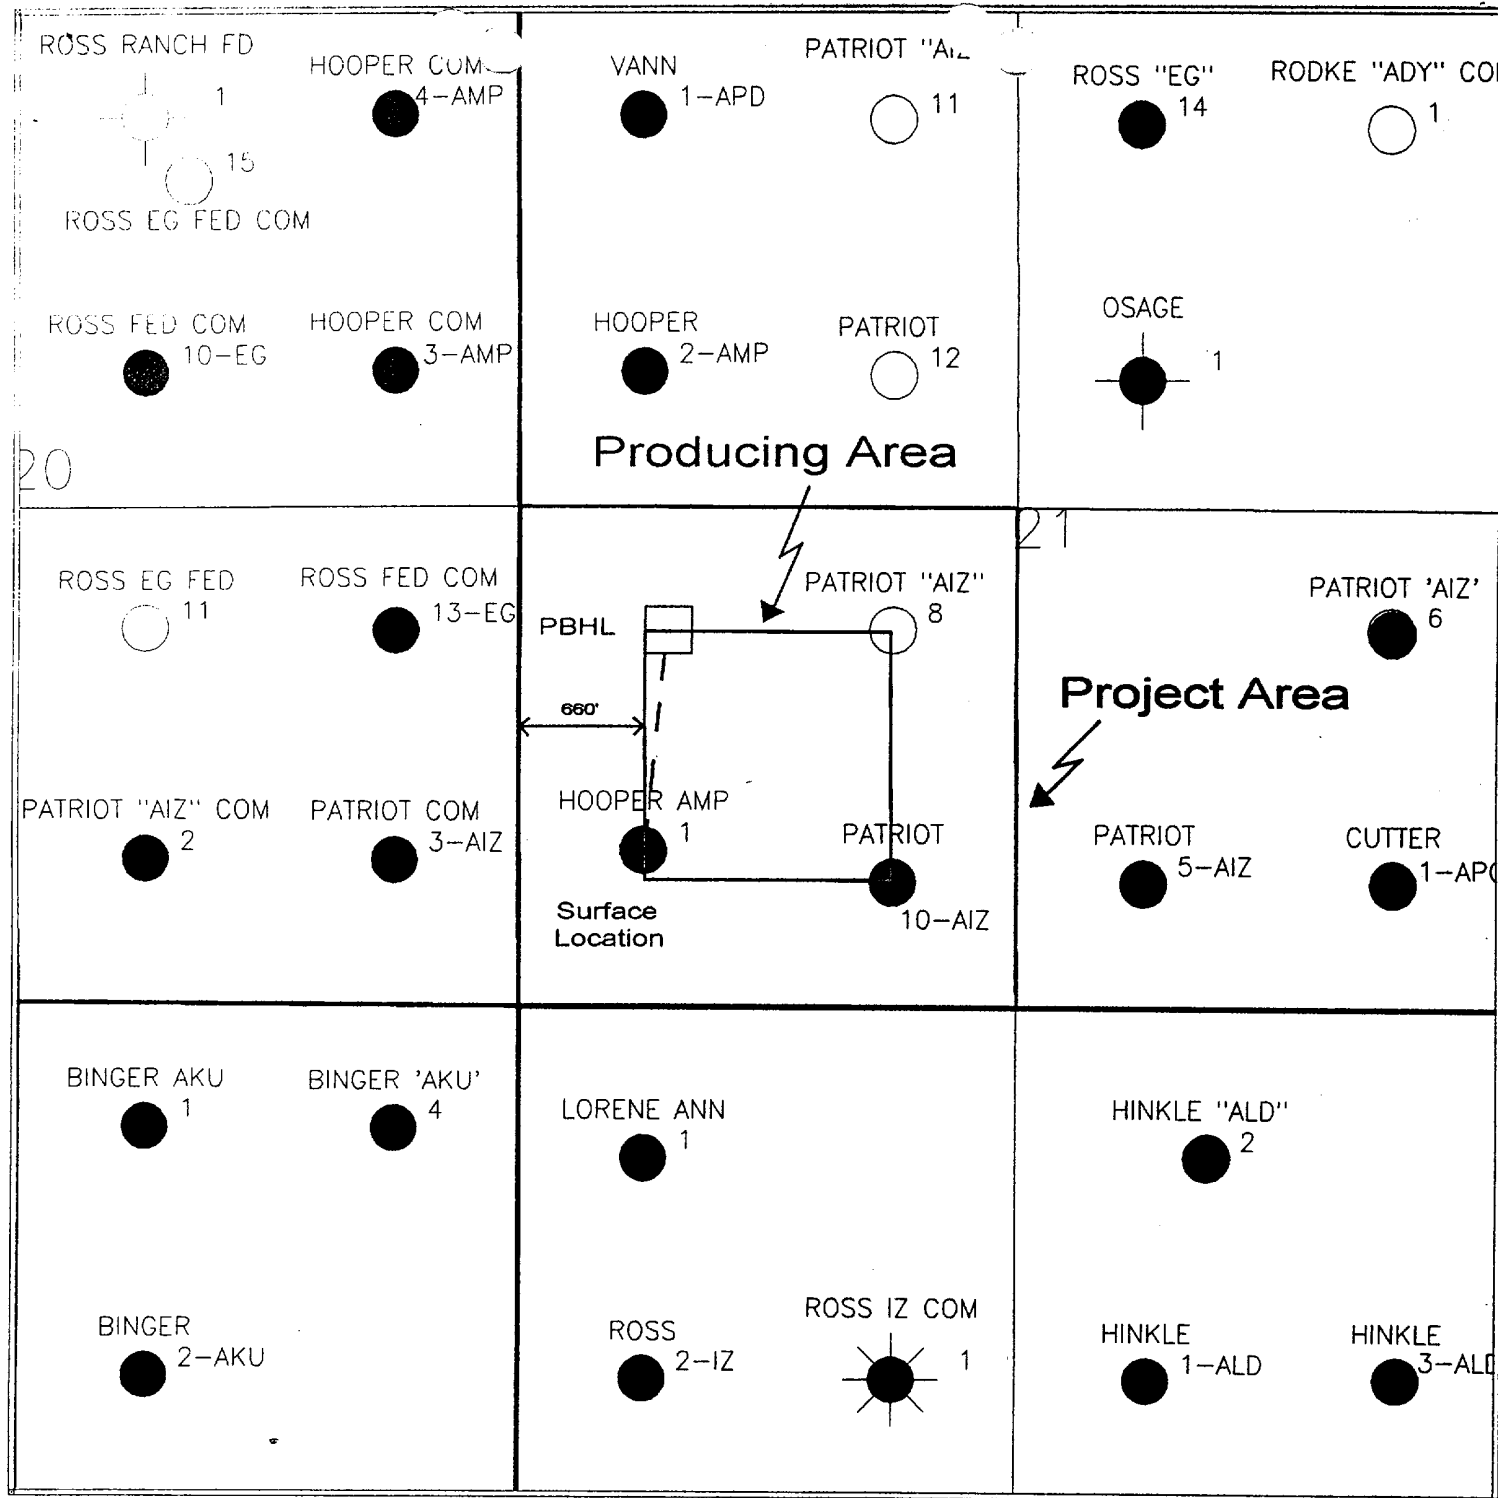 ROSS RANCH FD
1
15
ROSS EG FED COM
HOOPER COM
4-AMP
VANN
1-APD
PATRIOT
11
ROSS "EG"
14
RODKE "ADY"
1
ROSS FED COM
10-EG
HOOPER COM
3-AMP
HOOPER
2-AMP
PATRIOT
12
OSAGE
1
20
Producing Area
21
ROSS EG FED
11
ROSS FED COM
13-EG
PBHL
PATRIOT "AIZ"
8
PATRIOT 'AIZ'
6
660'
Project Area
PATRIOT "AIZ" COM
2
PATRIOT COM
3-AIZ
HOOPER AMP
1
PATRIOT
10-AIZ
Surface
Location
PATRIOT
5-AIZ
CUTTER
BINGER AKU
1
BINGER 'AKU'
4
LORENE ANN
1
HINKLE "ALD"
2
BINGER
2-AKU
ROSS
2-IZ
ROSS IZ COM
1
HINKLE
1-ALD
HINKLE
3-ALD